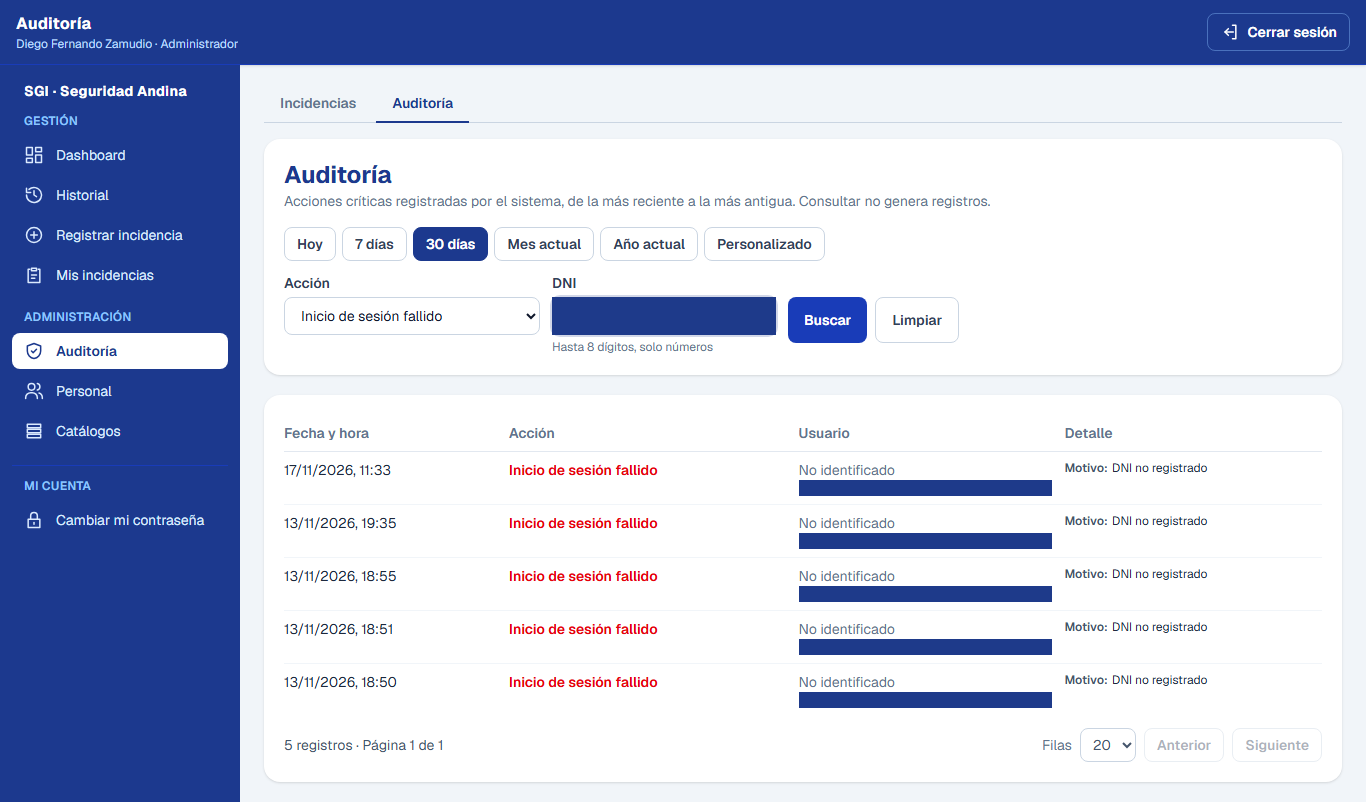 Auditoría
Diego Fernando Zamudio · Administrador
Cerrar sesión
SGI · Seguridad Andina
GESTIÓN
Dashboard
Historial
Registrar incidencia
Mis incidencias
ADMINISTRACIÓN
Auditoría
Personal
Catálogos
MI CUENTA
Cambiar mi contraseña
Incidencias Auditoría
Auditoría
Acciones críticas registradas por el sistema, de la más reciente a la más antigua. Consultar no genera registros.
Hoy 7 días 30 días Mes actual Año actual Personalizado
Acción DNI
Inicio de sesión fallido Buscar Limpiar
Hasta 8 dígitos, solo números
Fecha y hora Acción Usuario Detalle
17/11/2026, 11:33 Inicio de sesión fallido No identificado Motivo: DNI no registrado
13/11/2026, 19:35 Inicio de sesión fallido No identificado Motivo: DNI no registrado
13/11/2026, 18:55 Inicio de sesión fallido No identificado Motivo: DNI no registrado
13/11/2026, 18:51 Inicio de sesión fallido No identificado Motivo: DNI no registrado
13/11/2026, 18:50 Inicio de sesión fallido No identificado Motivo: DNI no registrado
5 registros · Página 1 de 1 Filas 20 Anterior Siguiente